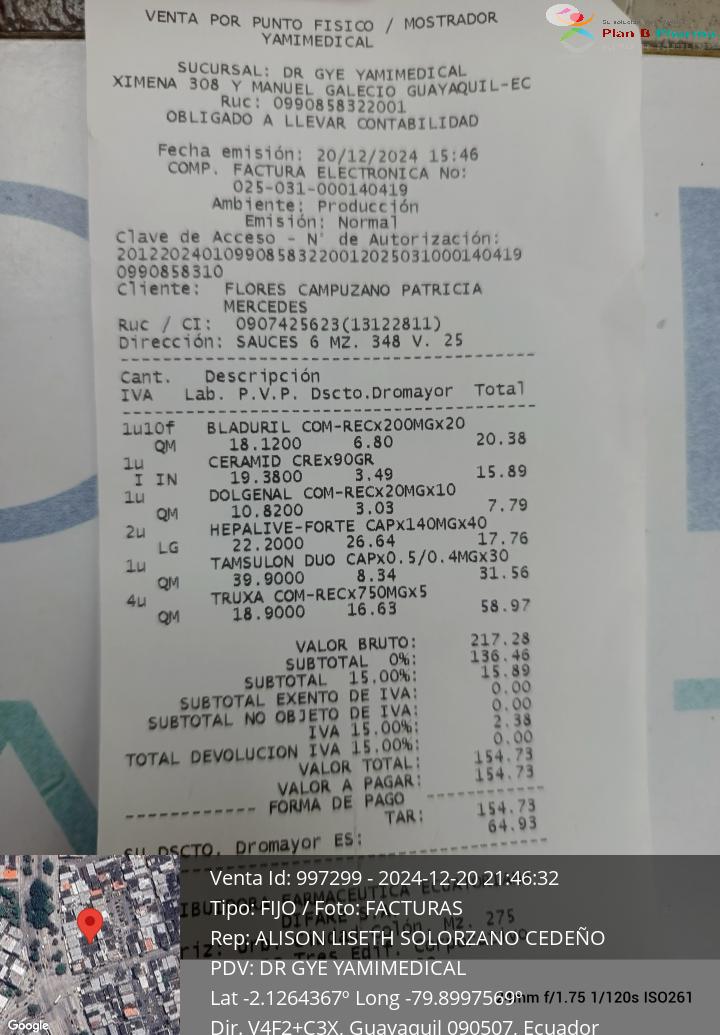 VENTA POR PUNTO FISICO / MOSTRADOR
YAMIMEDICAL
Plan B Pharma
SUCURSAL: DR GYE YAMIMEDICAL
XIMENA 308 Y MANUEL GALECIO GUAYAQUIL-EC
Ruc: 0990858322001
OBLIGADO A LLEVAR CONTABILIDAD
Fecha emisión: 20/12/2024 15:46
COMP. FACTURA ELECTRONICA No:
025-031-000140419
Ambiente: Producción
Emisión: Normal
Clave de Acceso - N° de Autorización:
201220240109908583220012025031000140419
0990858310
Cliente: FLORES CAMPUZANO PATRICIA
MERCEDES
Ruc / CI: 0907425623(13122811)
Dirección: SAUCES 6 MZ. 348 V. 25
Cant. Descripción
IVA Lab. P.V.P. Dscto.Dromayor Total
1u10f BLADURIL COM-RECx200MGx20
QM 18.1200 6.80 20.38
1u CERAMID CREx90GR
I IN 19.3800 3.49 15.89
1u DOLGENAL COM-RECx20MGx10
QM 10.8200 3.03 7.79
2u HEPALIVE-FORTE CAPx140MGx40
LG 22.2000 26.64 17.76
1u TAMSULON DUO CAPx0.5/0.4MGx30
QM 39.9000 8.34 31.56
4u TRUXA COM-RECx750MGx5
QM 18.9000 16.63 58.97
VALOR BRUTO: 217.28
SUBTOTAL 0%: 136.46
SUBTOTAL 15.00%: 15.89
SUBTOTAL EXENTO DE IVA: 0.00
SUBTOTAL NO OBJETO DE IVA: 0.00
IVA 15.00%: 2.38
TOTAL DEVOLUCION IVA 15.00%: 0.00
VALOR TOTAL: 154.73
VALOR A PAGAR: 154.73
FORMA DE PAGO
TAR: 154.73
SU DSCTO. Dromayor ES: 64.93
Venta Id: 997299 - 2024-12-20 21:46:32
Tipo: FIJO / Foto: FACTURAS
Rep: ALISON LISETH SOLORZANO CEDEÑO
Mz. 275
PDV: DR GYE YAMIMEDICAL
Lat -2.1264367º Long -79.8997569º
mm f/1.75 1/120s ISO261
Dir. V4F2+C3X, Guayaquil 090507, Ecuador
Google